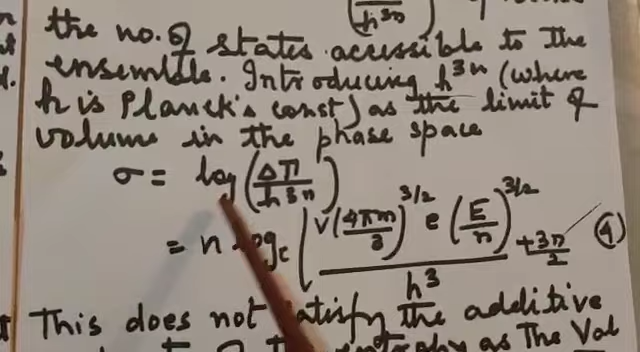 the no. of states accessible to the
ensemble. Introducing h^3n (where
h is Planck's const) as the limit of
volume in the phase space
σ = log (Δπ / h^3n)
= n log_e [ V (4πm/3)^3/2 e (E/n)^3/2 / h^3 + 3n/2 (4)
This does not satisfy the additive